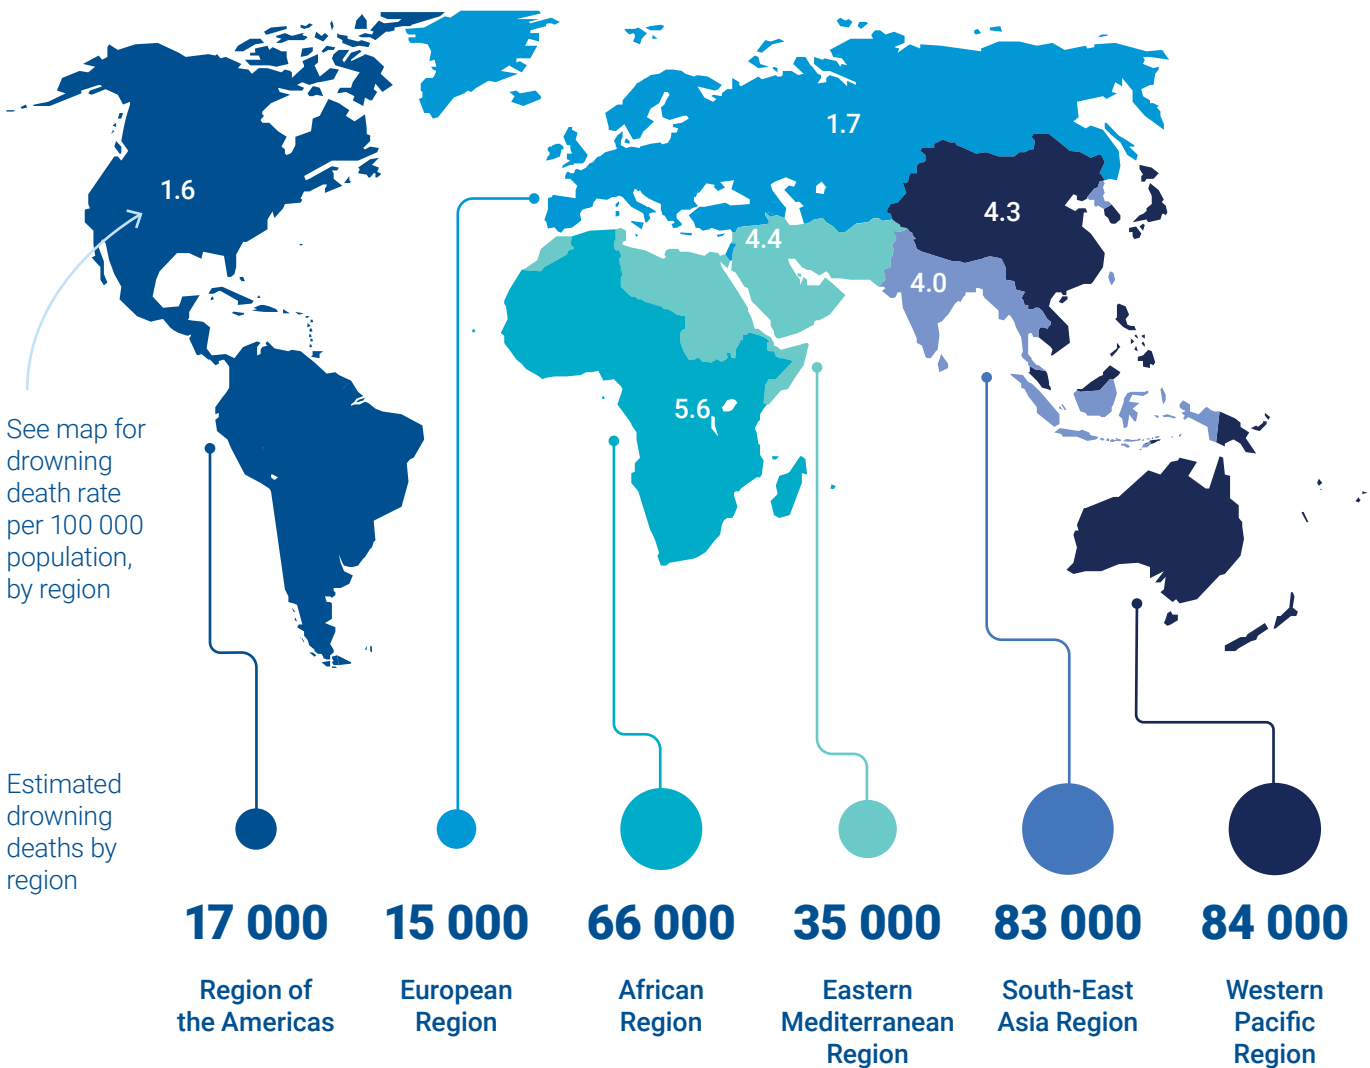 1.7
1.6
4.3
4.4
4.0
5.6
See map for
drowning
death rate
per 100 000
population,
by region
Estimated
drowning
deaths by
region
17 000
15 000
66 000
35 000
83 000
84 000
Region of
the Americas
European
Region
African
Region
Eastern
Mediterranean
Region
South-East
Asia Region
Western
Pacific
Region